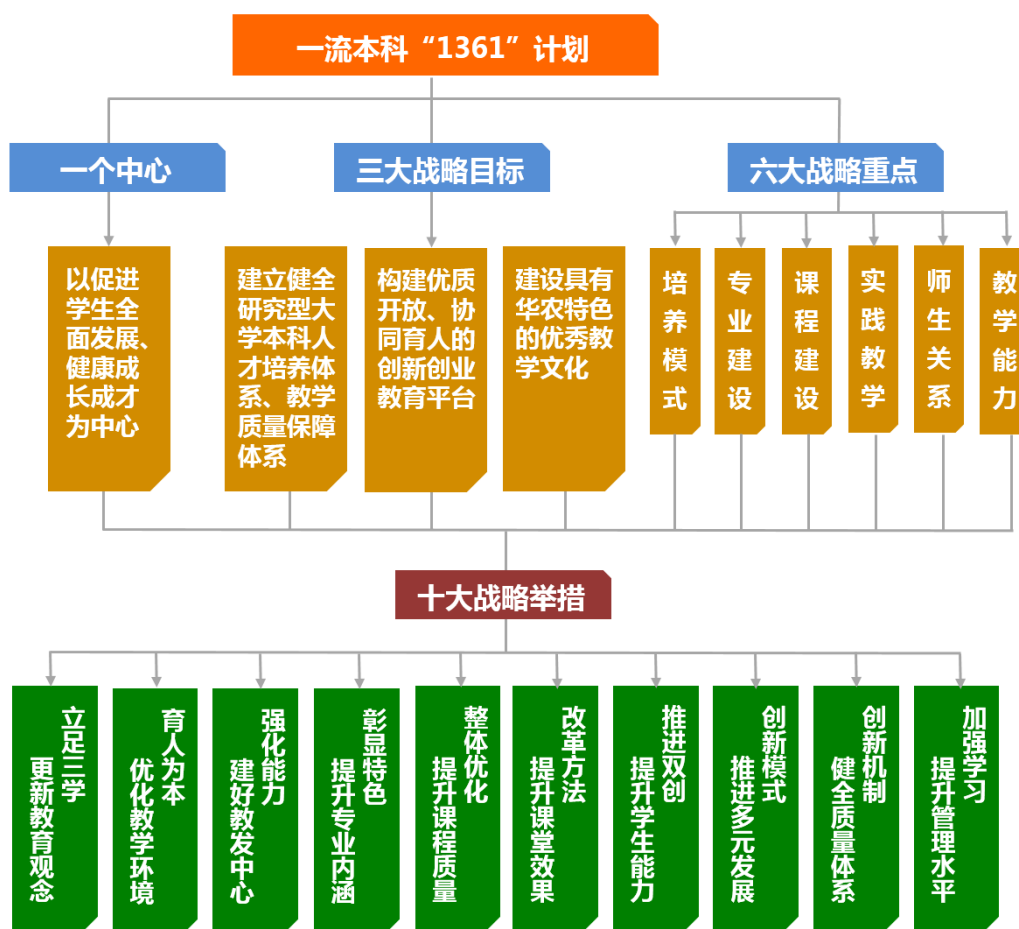 一流本科“1361”计划
一个中心
三大战略目标
六大战略重点
以促进
学生全
面发展、
健康成
长成才
为中心
建立健全
研究型大
学本科人
才培养体
系、教学
质量保障
体系
构建优质
开放、协
同育人的
创新创业
教育平台
建设具有
华农特色
的优秀教
学文化
培养模式
专业建设
课程建设
实践教学
师生关系
教学能力
十大战略举措
立足三学
更新教育观念
育人为本
优化教学环境
强化能力
建好教发中心
彰显特色
提升专业内涵
整体优化
提升课程质量
改革方法
提升课堂效果
推进双创
提升学生能力
创新模式
推进多元发展
创新机制
健全质量体系
加强学习
提升管理水平